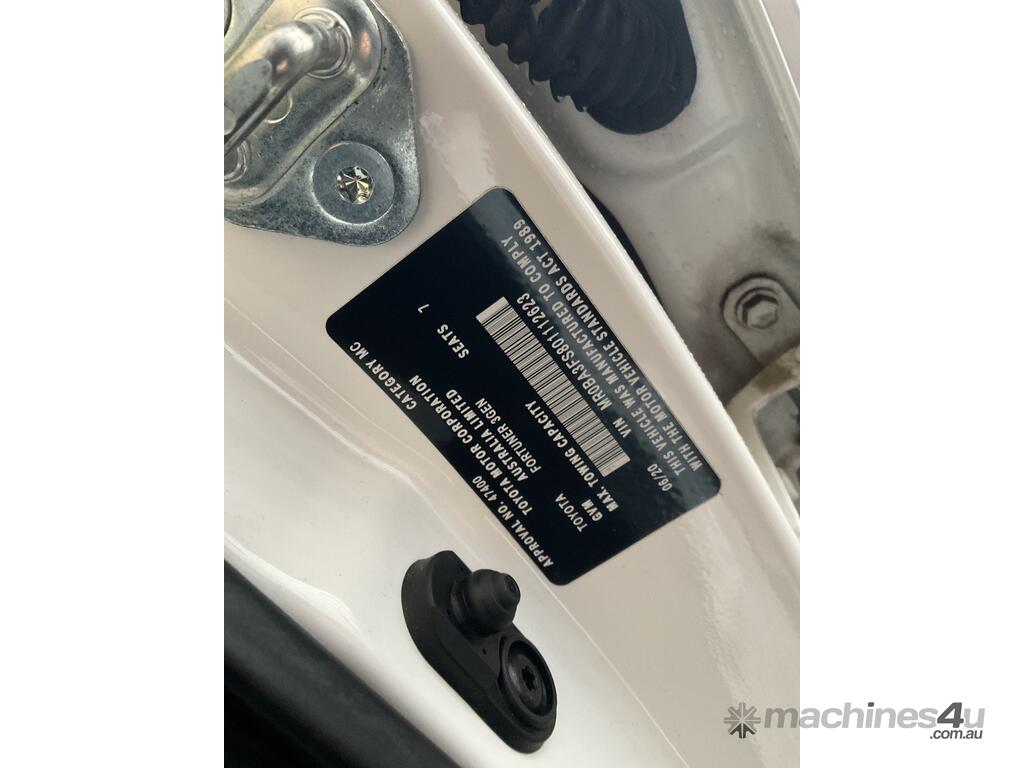 APPROVAL NO. 47400 CATEGORY MC
TOYOTA MOTOR CORPORATION
AUSTRALIA LIMITED
TOYOTA FORTUNER 3GEN SEATS 7
GVM
MAX. TOWING CAPACITY
VIN MR0BA3FS801112623
06/20
THIS VEHICLE WAS MANUFACTURED TO COMPLY
WITH THE MOTOR VEHICLE STANDARDS ACT 1989
machines4u
.com.au